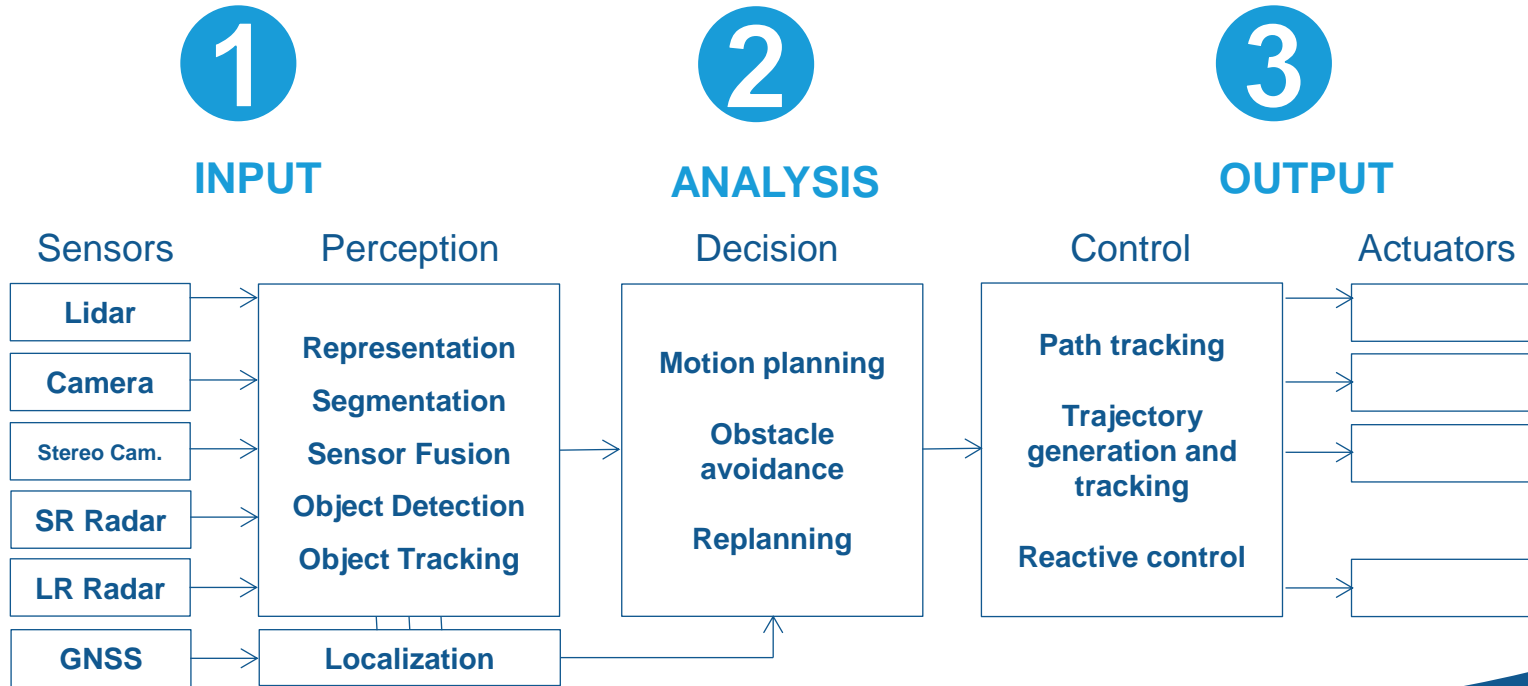 1
2
3
INPUT
ANALYSIS
OUTPUT
Sensors
Perception
Decision
Control
Actuators
Lidar
Camera
Stereo Cam.
SR Radar
LR Radar
GNSS
Representation
Segmentation
Sensor Fusion
Object Detection
Object Tracking
Localization
Motion planning
Obstacle
avoidance
Replanning
Path tracking
Trajectory
generation and
tracking
Reactive control